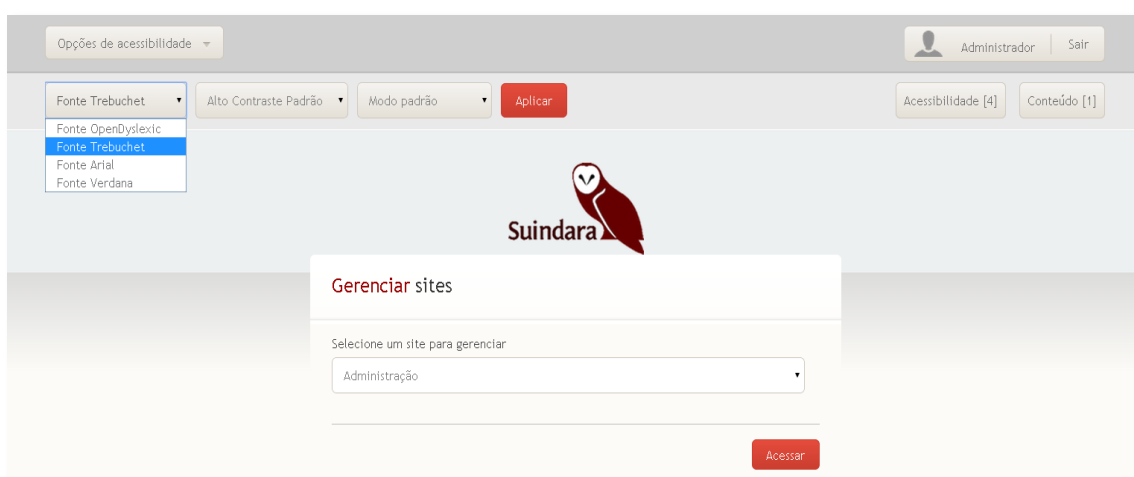 Opções de acessibilidade
Administrador Sair
Fonte Trebuchet Alto Contraste Padrão Modo padrão Aplicar Acessibilidade [4] Conteúdo [1]
Fonte OpenDyslexic
Fonte Trebuchet
Fonte Arial
Fonte Verdana
Suindara
Gerenciar sites
Selecione um site para gerenciar
Administração
Acessar